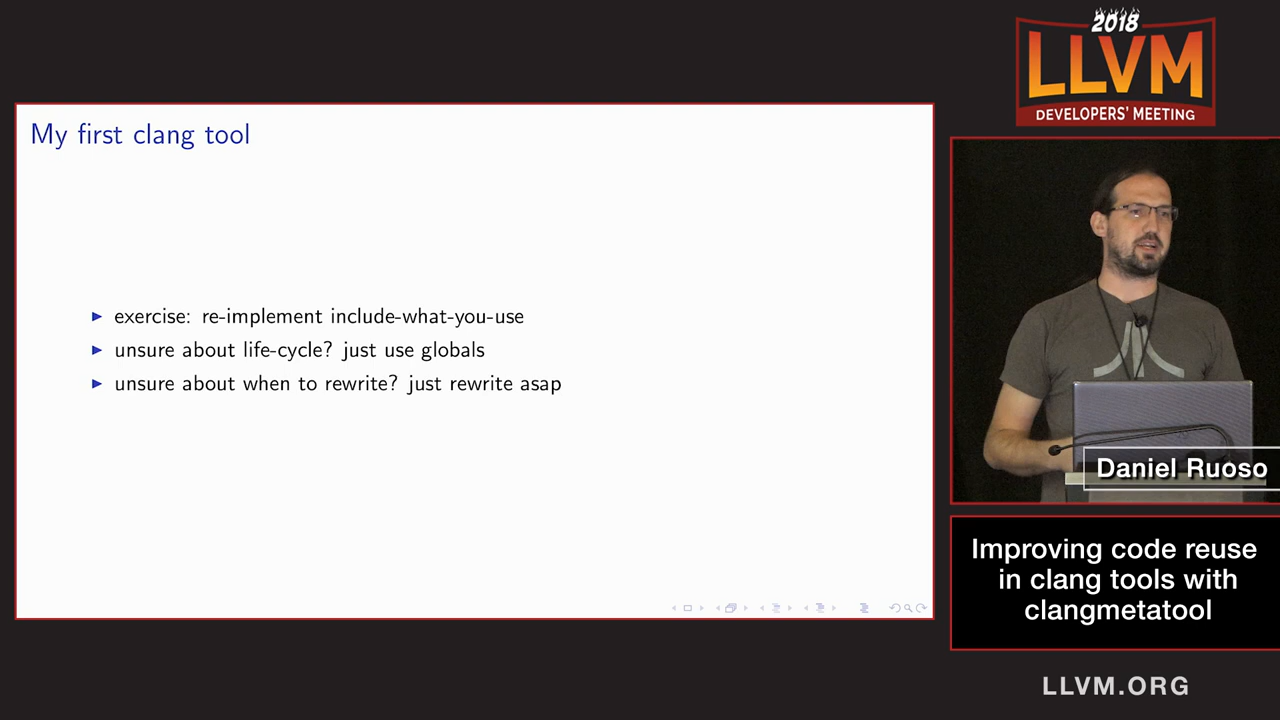 My first clang tool
exercise: re-implement include-what-you-use
unsure about life-cycle? just use globals
unsure about when to rewrite? just rewrite asap
2018
LLVM
DEVELOPERS' MEETING
Daniel Ruoso
Improving code reuse
in clang tools with
clangmetatool
LLVM.ORG